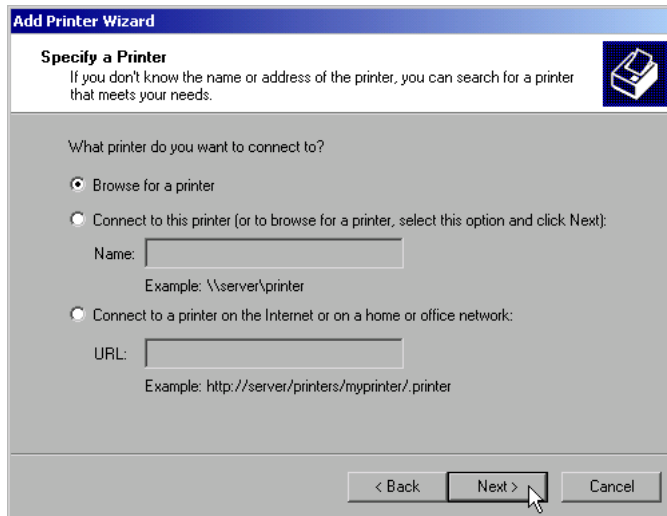 Add Printer Wizard
Specify a Printer
If you don't know the name or address of the printer, you can search for a printer
that meets your needs.
What printer do you want to connect to?
Browse for a printer
Connect to this printer (or to browse for a printer, select this option and click Next):
Name:
Example: \\server\printer
Connect to a printer on the Internet or on a home or office network:
URL:
Example: http://server/printers/myprinter/.printer
< Back Next > Cancel